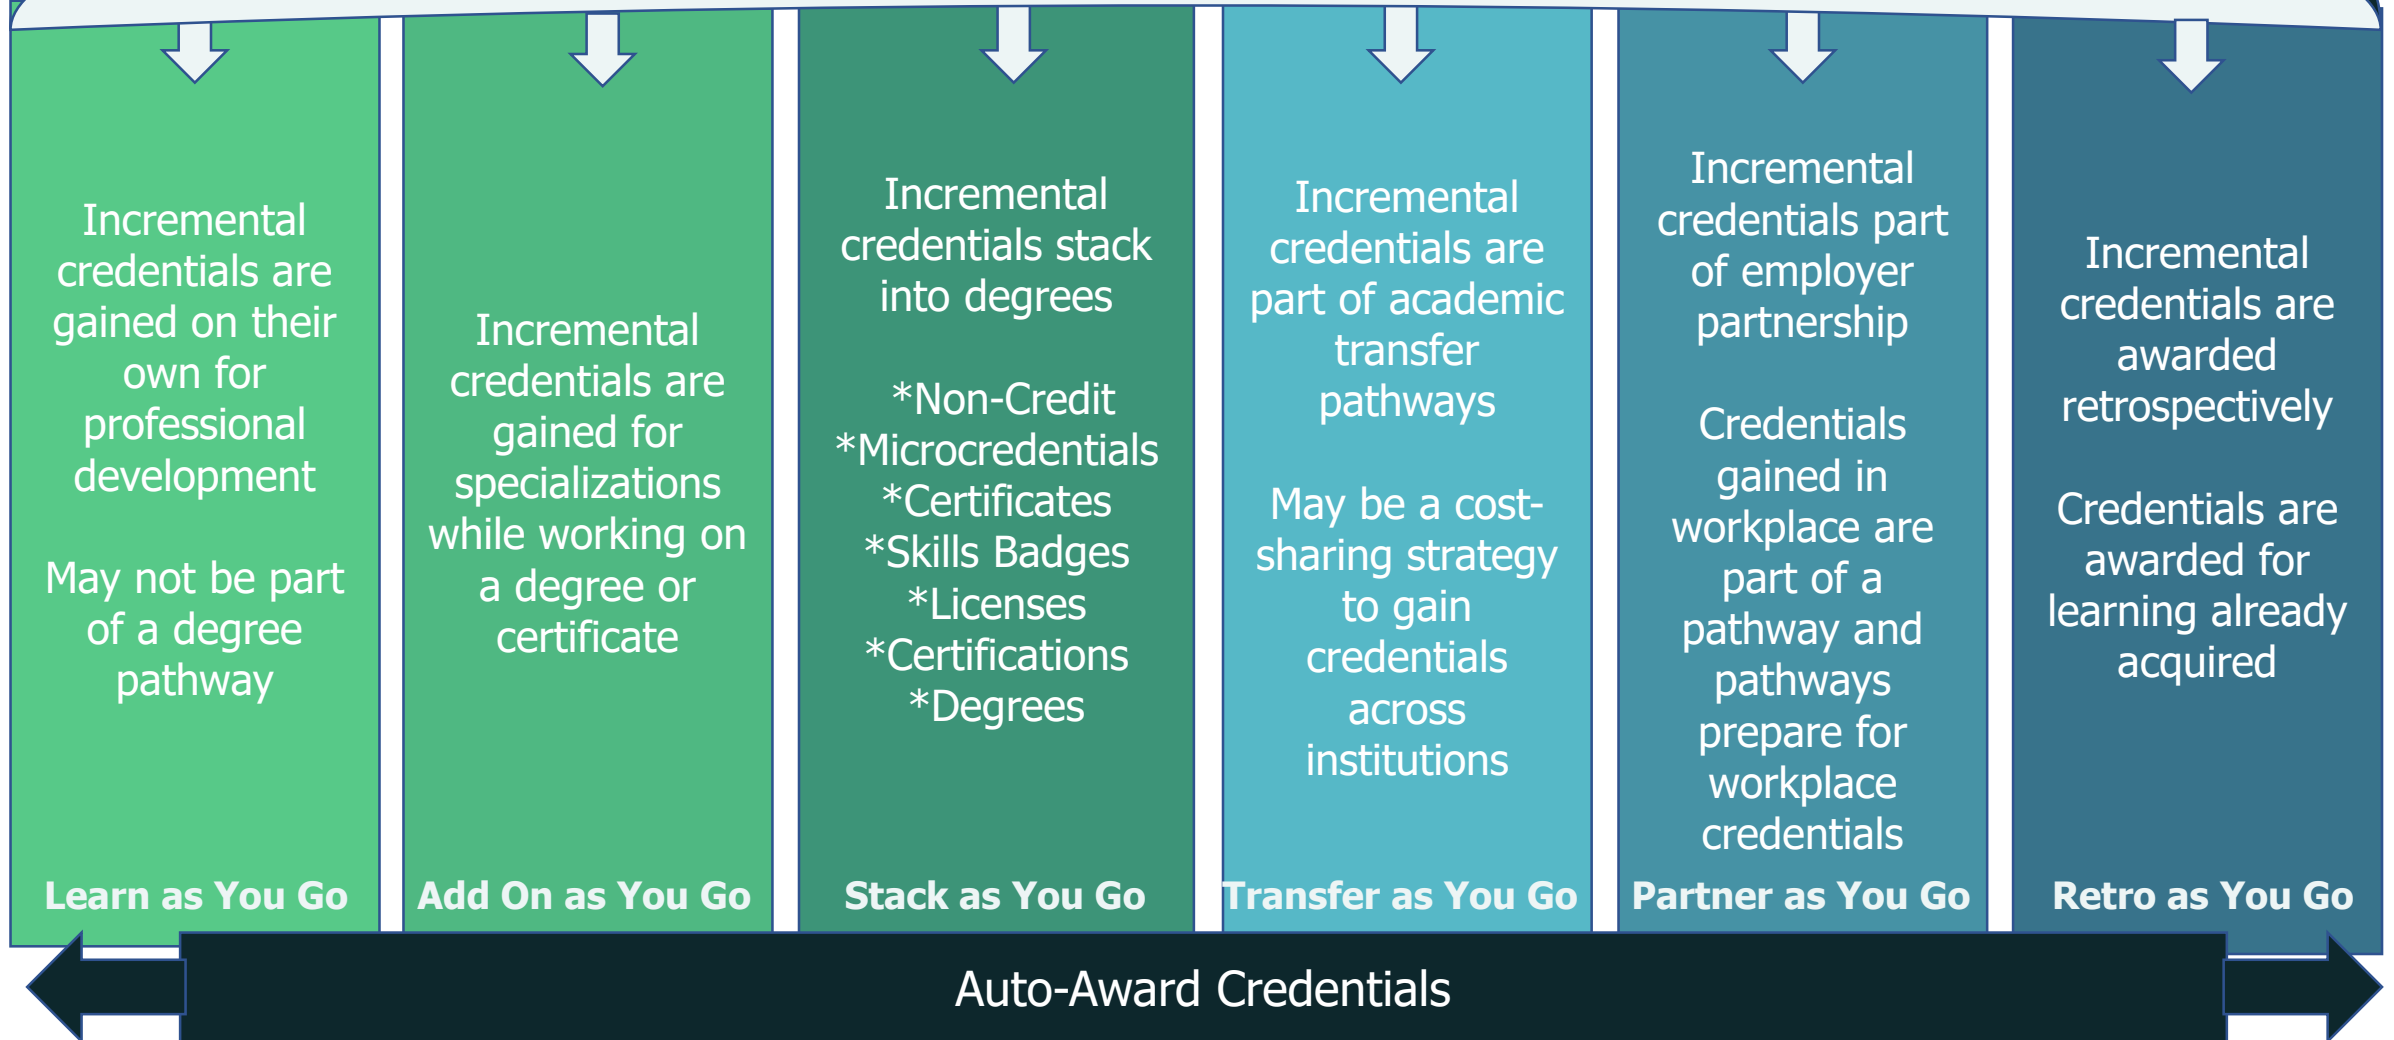 Incremental
credentials are
gained on their
own for
professional
development
May not be part
of a degree
pathway
Learn as You Go
Incremental
credentials are
gained for
specializations
while working on
a degree or
certificate
Add On as You Go
Incremental
credentials stack
into degrees
*Non-Credit
*Microcredentials
*Certificates
*Skills Badges
*Licenses
*Certifications
*Degrees
Stack as You Go
Incremental
credentials are
part of academic
transfer
pathways
May be a cost-
sharing strategy
to gain
credentials
across
institutions
Transfer as You Go
Incremental
credentials part
of employer
partnership
Credentials
gained in
workplace are
part of a
pathway and
pathways
prepare for
workplace
credentials
Partner as You Go
Incremental
credentials are
awarded
retrospectively
Credentials are
awarded for
learning already
acquired
Retro as You Go
Auto-Award Credentials